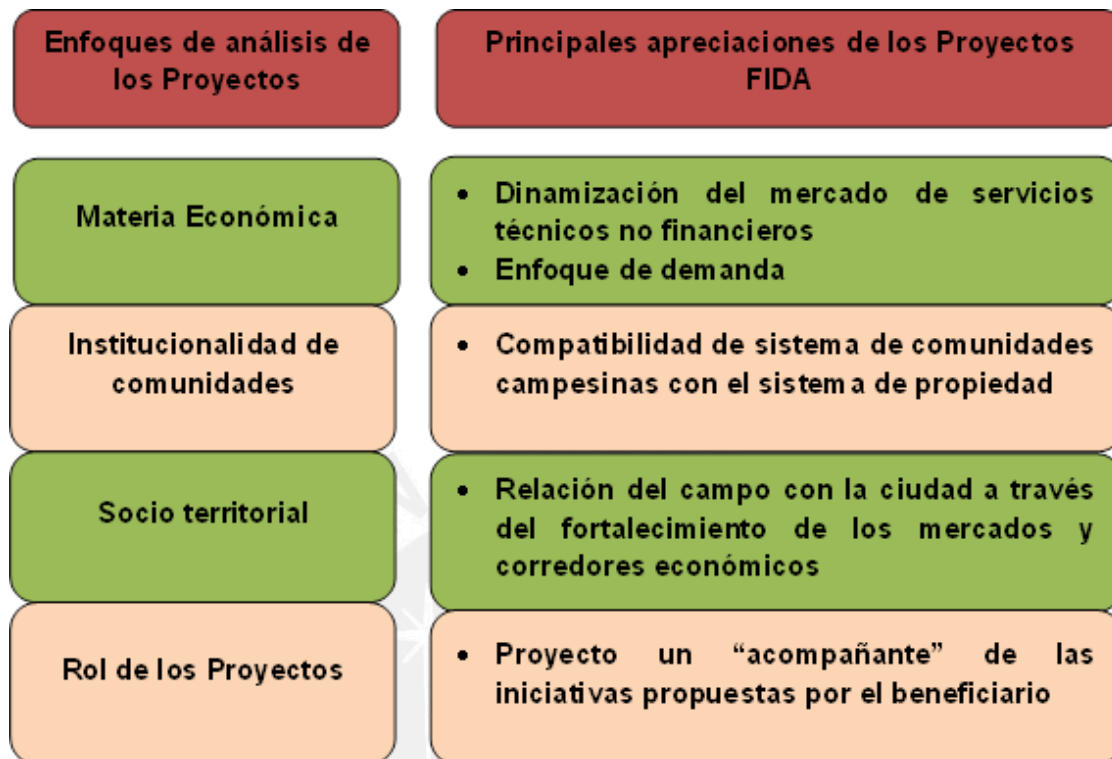 Enfoques de análisis de
los Proyectos
Principales apreciaciones de los Proyectos
FIDA
Materia Económica
• Dinamización del mercado de servicios
técnicos no financieros
• Enfoque de demanda
Institucionalidad de
comunidades
• Compatibilidad de sistema de comunidades
campesinas con el sistema de propiedad
Socio territorial
• Relación del campo con la ciudad a través
del fortalecimiento de los mercados y
corredores económicos
Rol de los Proyectos
• Proyecto un “acompañante” de las
iniciativas propuestas por el beneficiario